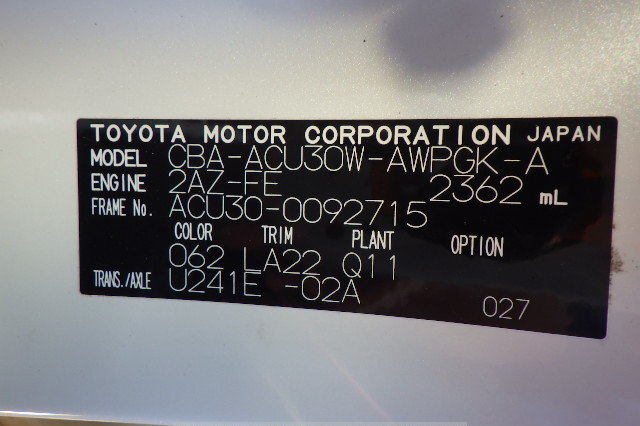 TOYOTA MOTOR CORPORATION JAPAN
MODEL CBA-ACU30W-AWPGK-A
ENGINE 2AZ-FE 2362 mL
FRAME No. ACU30-0092715
COLOR TRIM PLANT OPTION
062 LA22 Q11
TRANS./AXLE U241E -02A 027